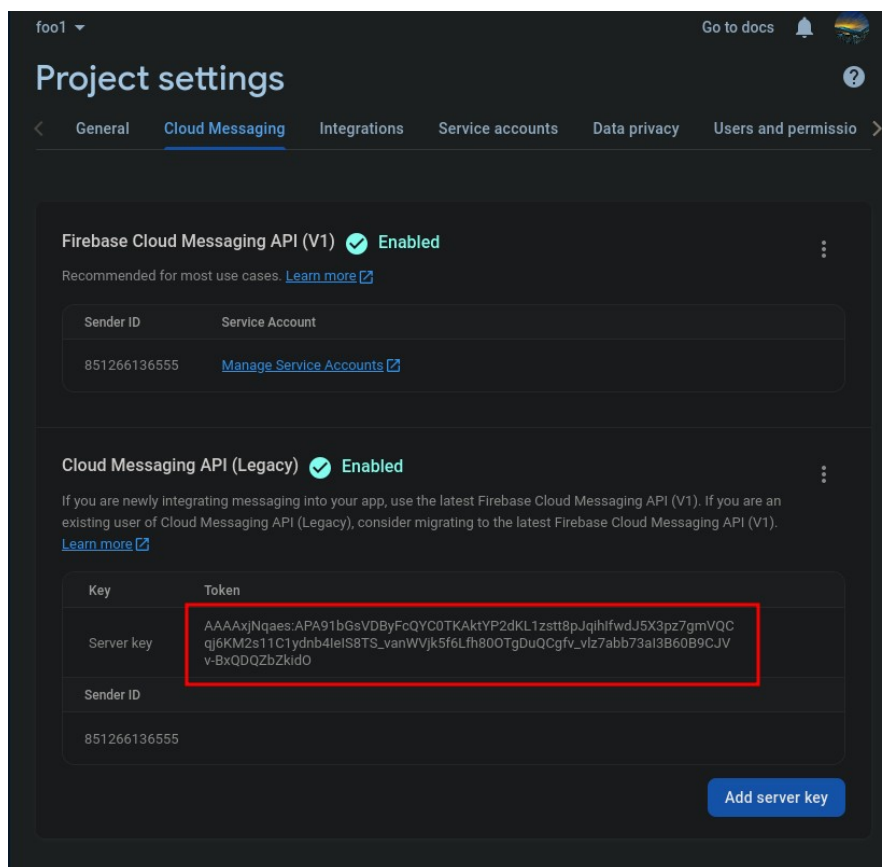 foo1
Go to docs
Project settings
General Cloud Messaging Integrations Service accounts Data privacy Users and permissio
Firebase Cloud Messaging API (V1) Enabled
Recommended for most use cases. Learn more
Sender ID Service Account
851266136555 Manage Service Accounts
Cloud Messaging API (Legacy) Enabled
If you are newly integrating messaging into your app, use the latest Firebase Cloud Messaging API (V1). If you are an
existing user of Cloud Messaging API (Legacy), consider migrating to the latest Firebase Cloud Messaging API (V1).
Learn more
Key Token
Server key
AAAAxjNqaes:APA91bGsVDByFcQYC0TKAktYP2dKL1zstt8pJqihIfwdJ5X3pz7gmVQC
qj6KM2s11C1ydnb4IeIS8TS_vanWVjk5f6Lfh80OTgDuQCgfv_vlz7abb73aI3B60B9CJV
v-BxQDQZbZkidO
Sender ID
851266136555
Add server key